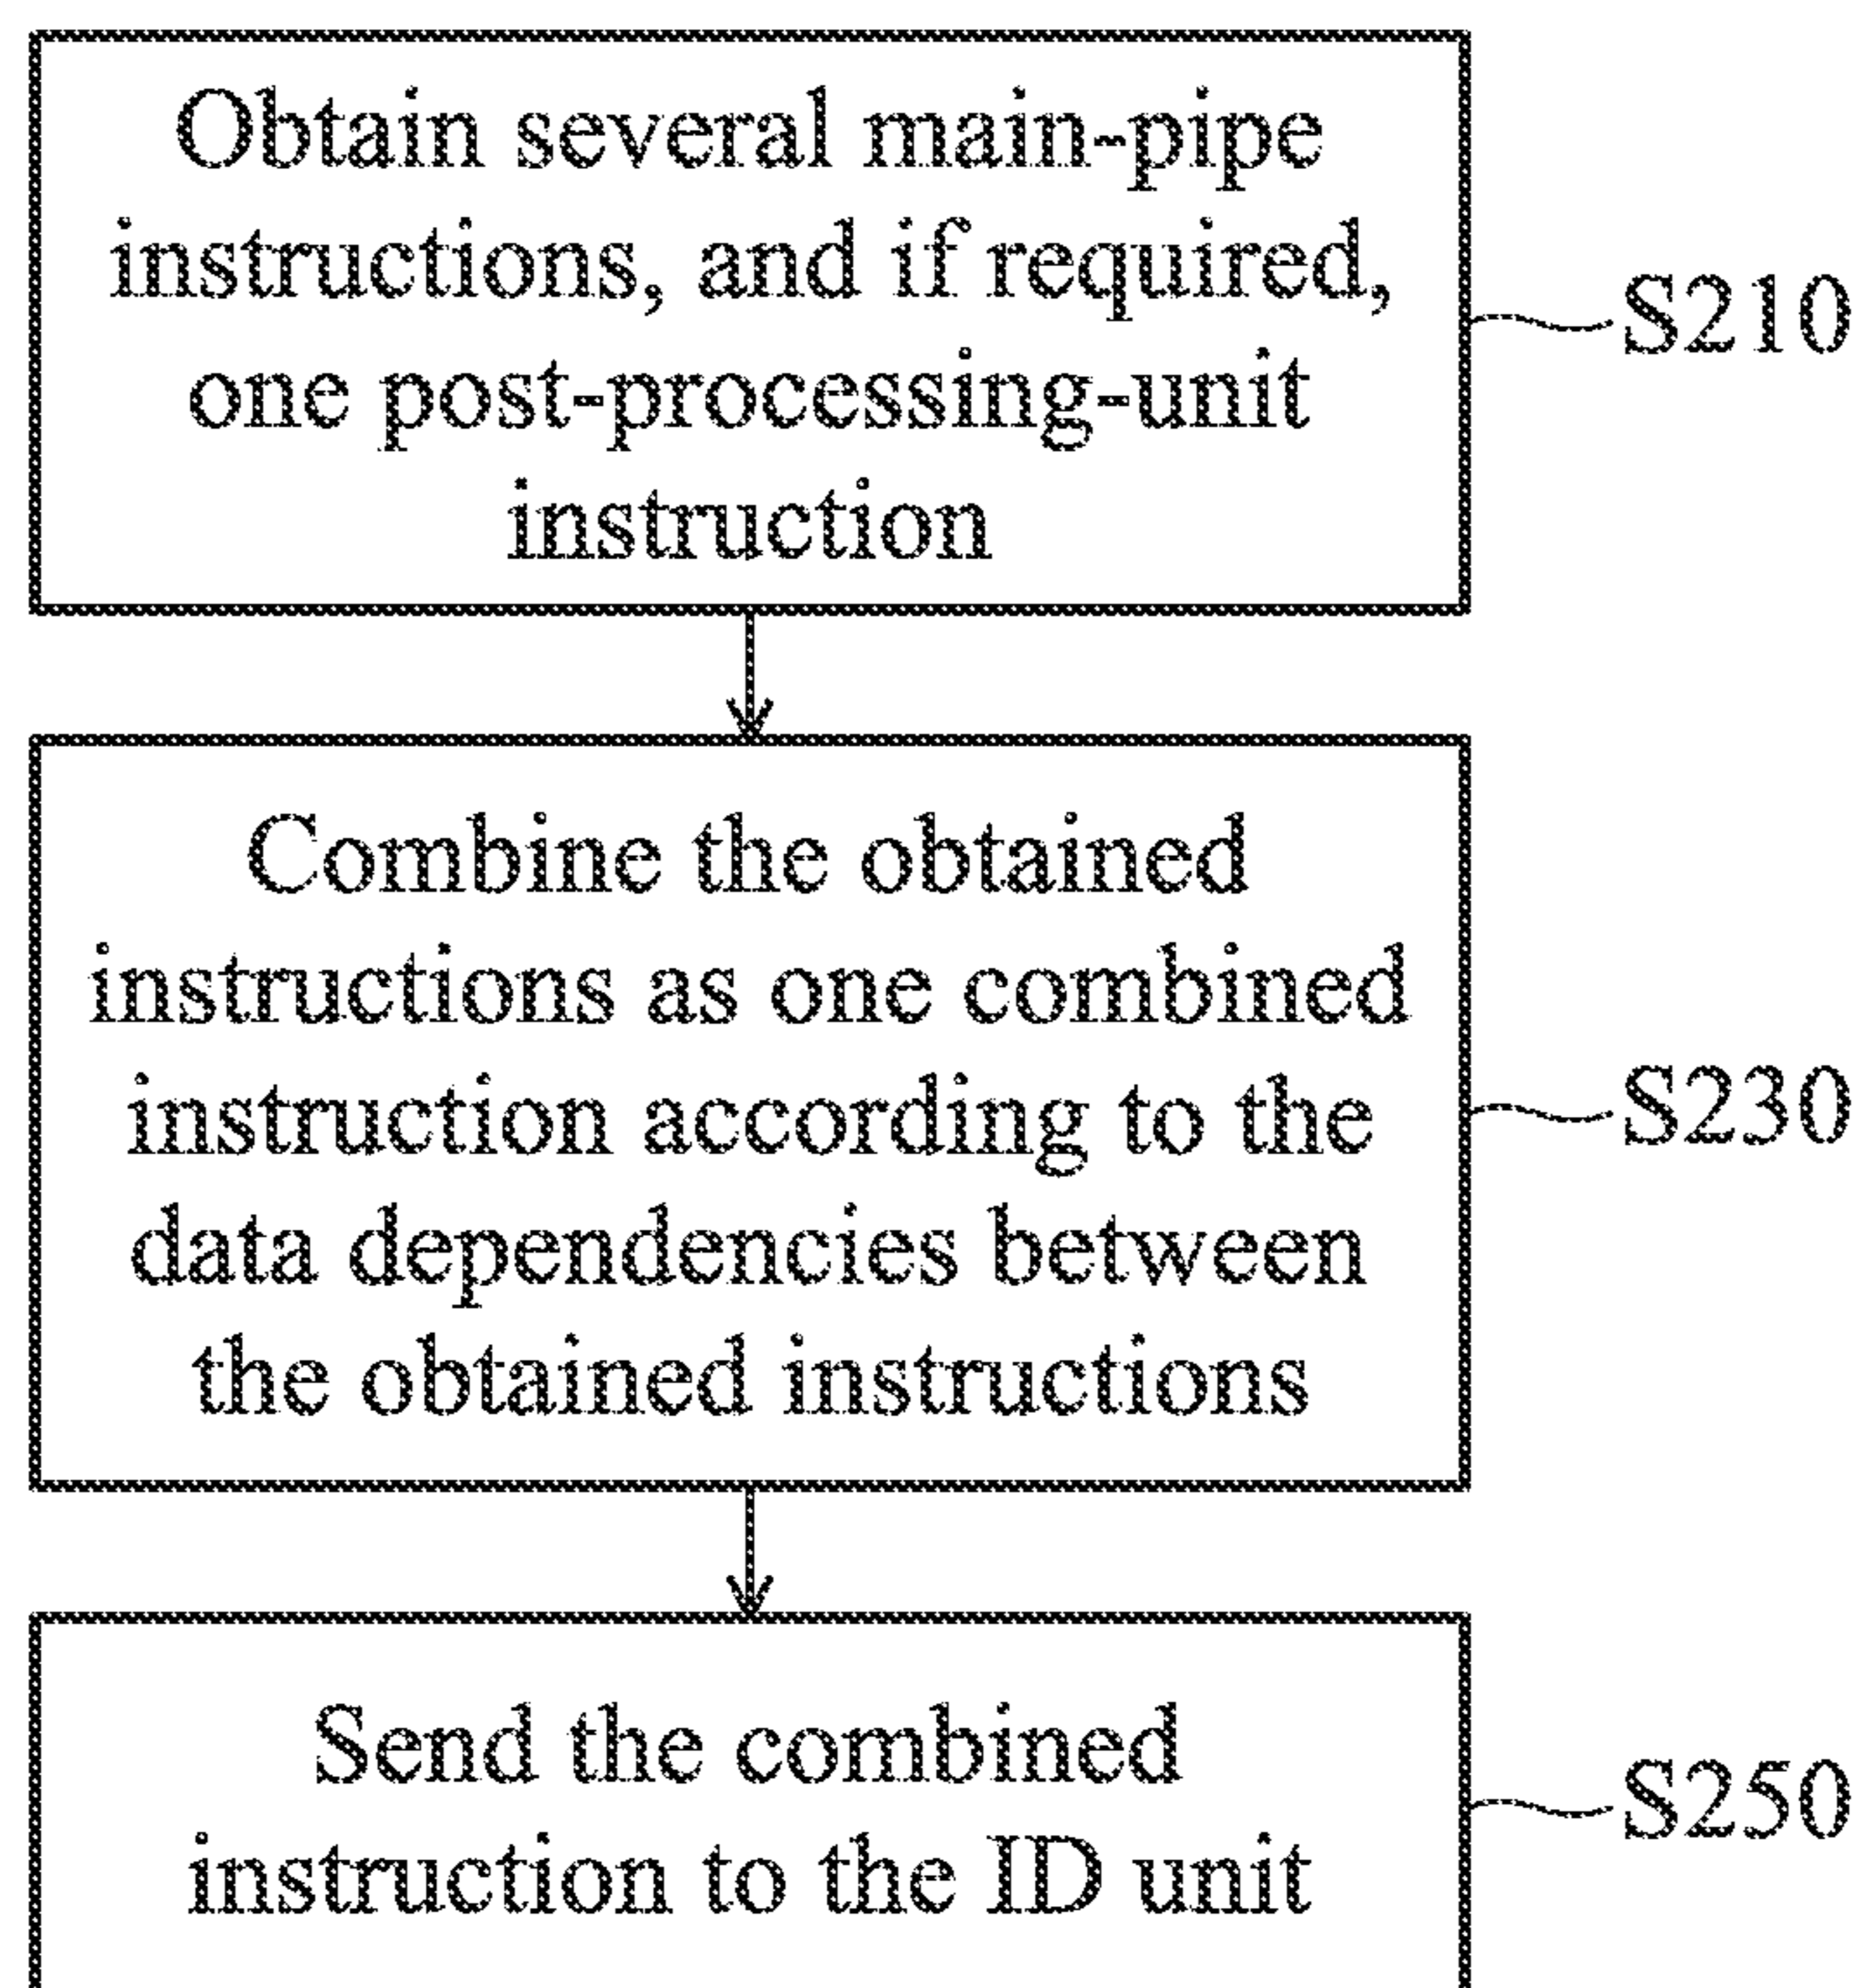 Obtain several main-pipe
instructions, and if required,
one post-processing-unit
instruction
S210
Combine the obtained
instructions as one combined
instruction according to the
data dependencies between
the obtained instructions
S230
Send the combined
instruction to the ID unit
S250